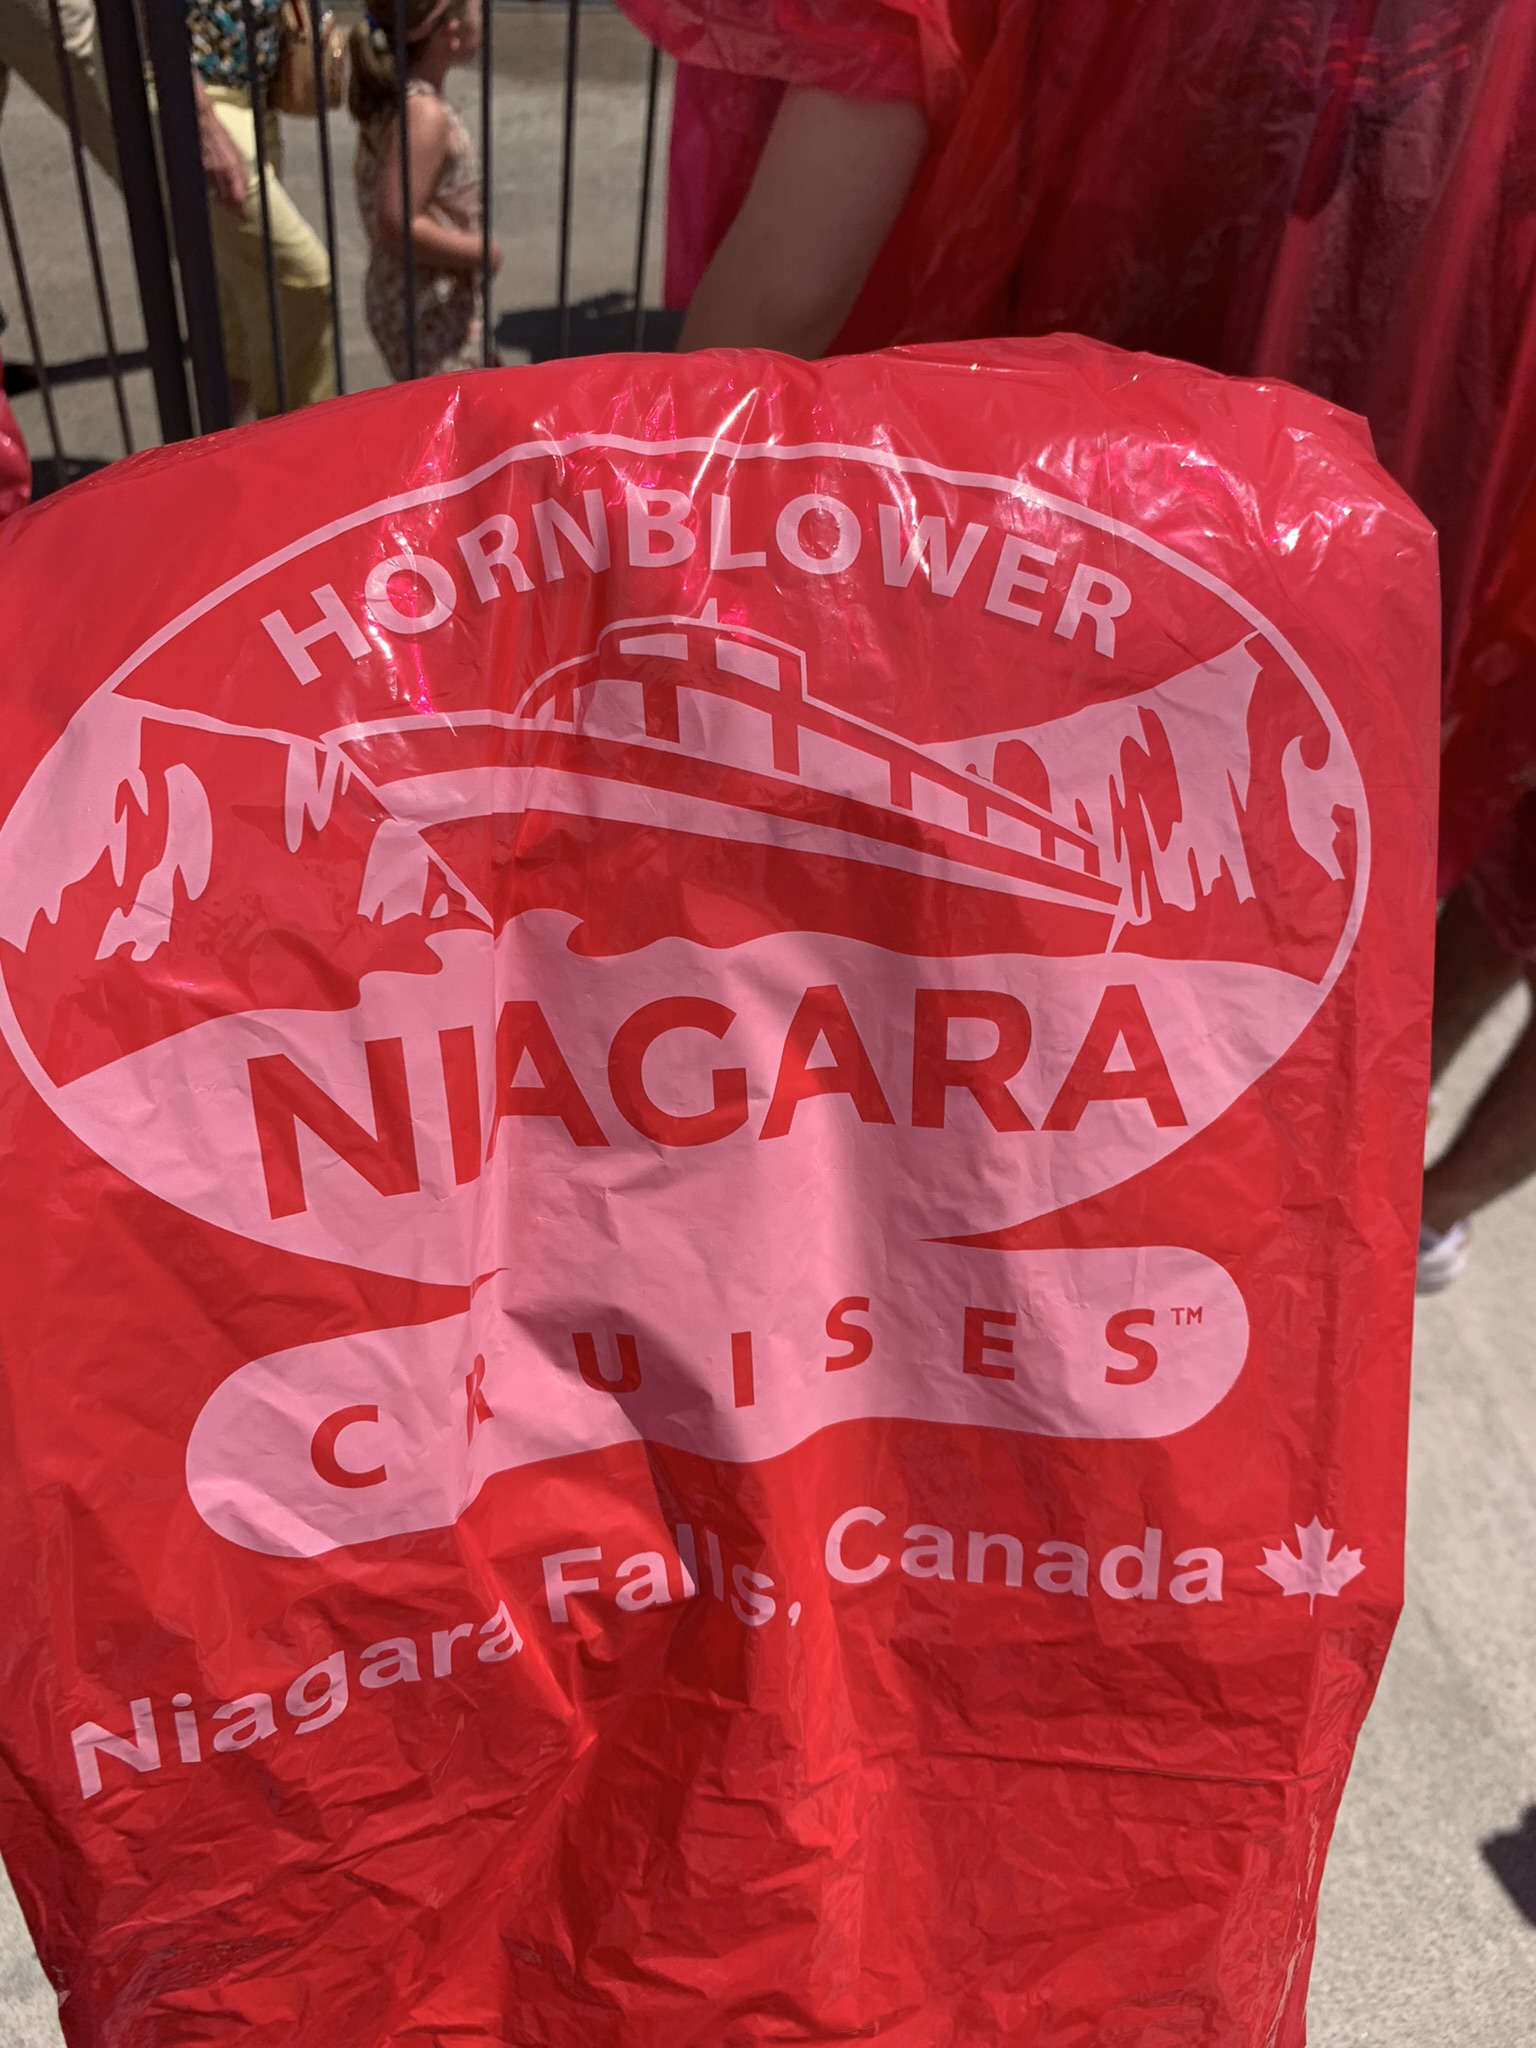 HORNBLOWER
NIAGARA
CRUISES™
Niagara Falls, Canada